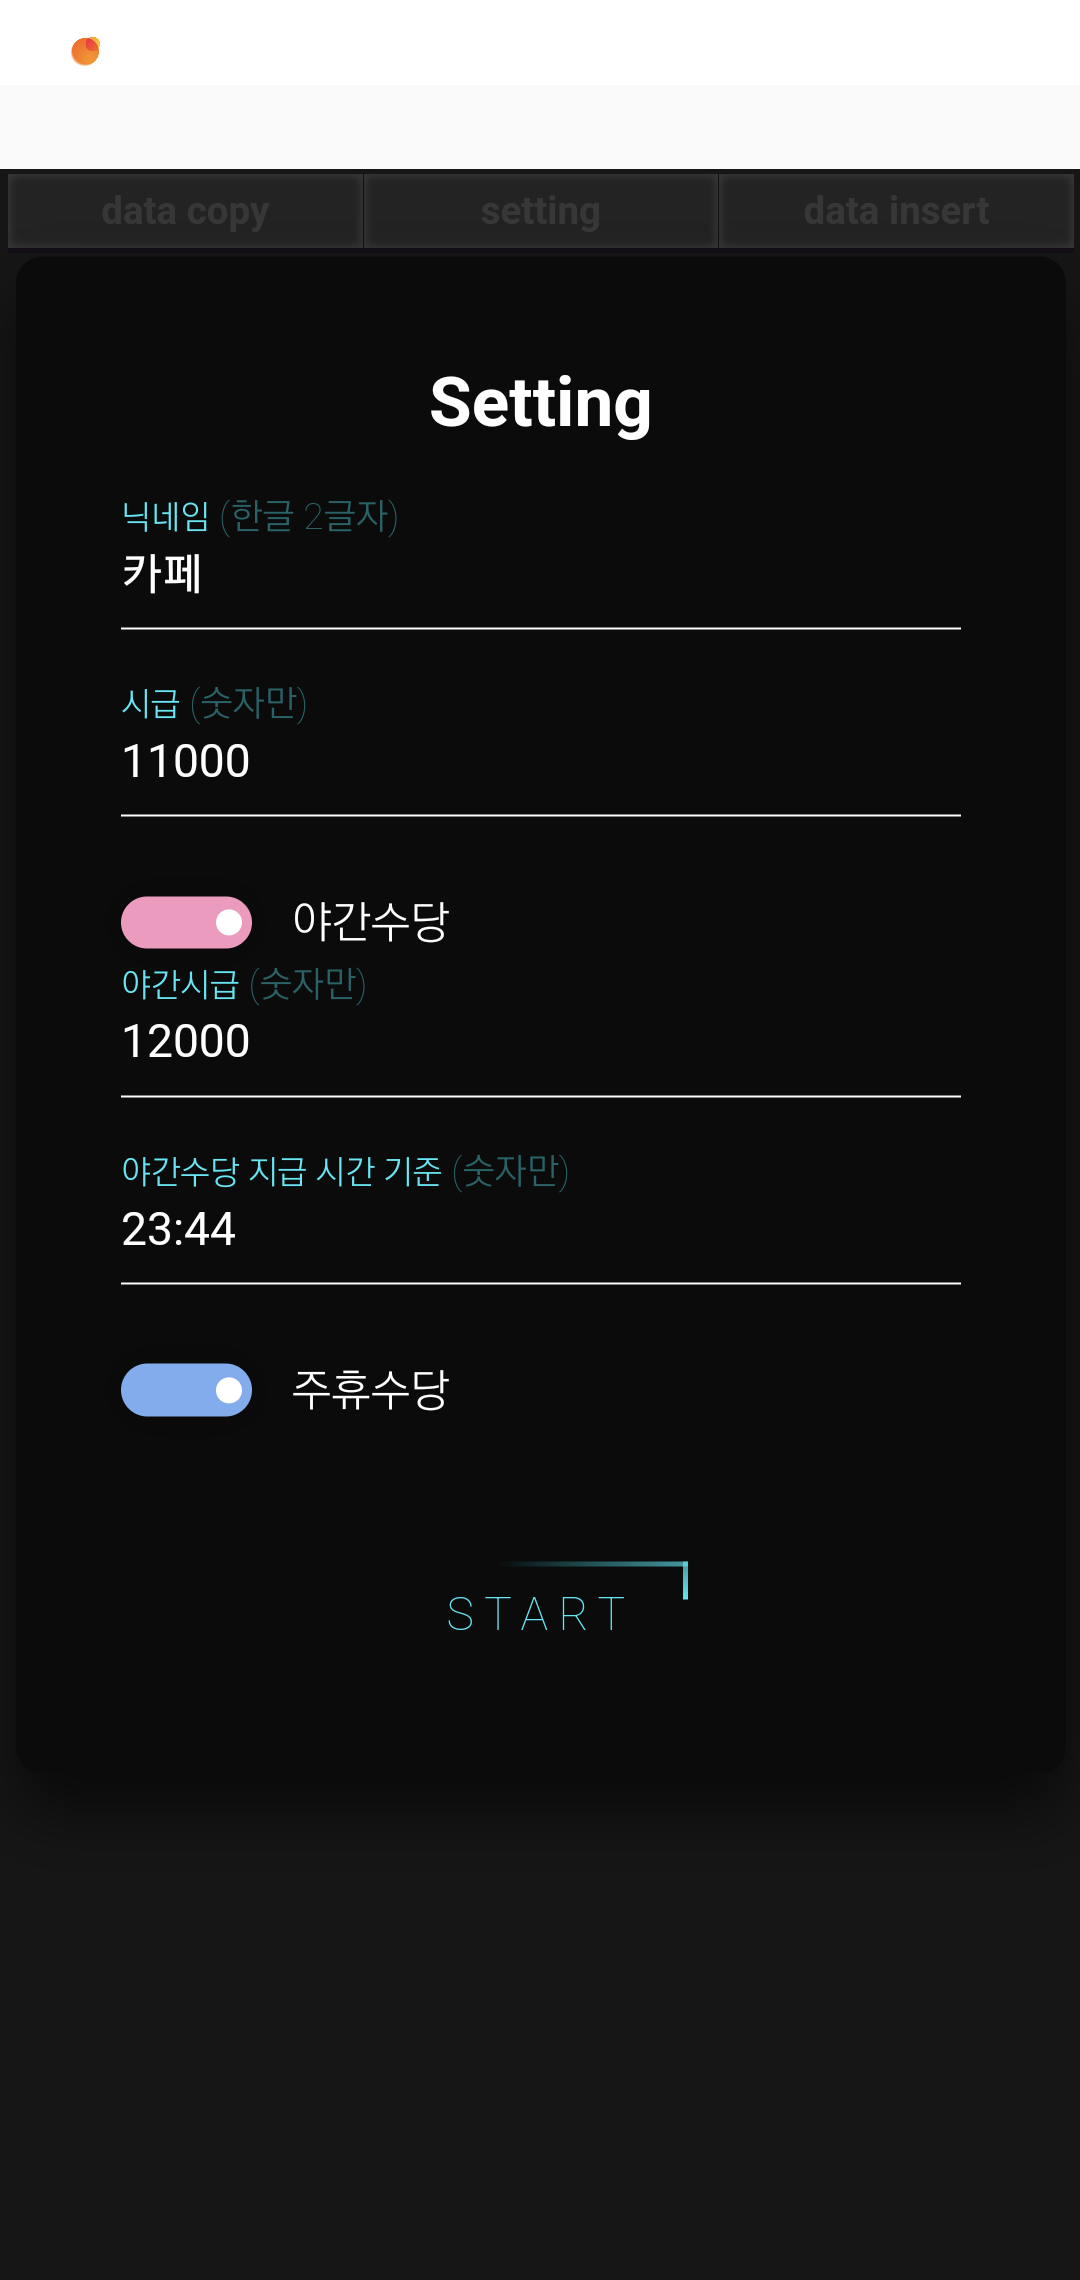 data copy setting data insert
Setting
닉네임 (한글 2글자)
카페
시급 (숫자만)
11000
야간수당
야간시급 (숫자만)
12000
야간수당 지급 시간 기준 (숫자만)
23:44
주휴수당
START